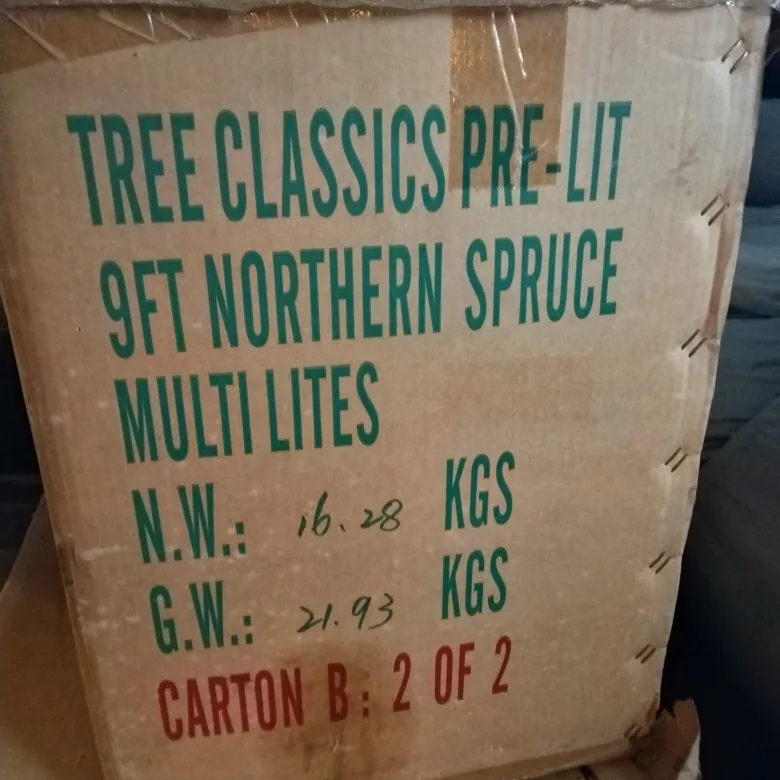 TREE CLASSICS PRE-LIT
9FT NORTHERN SPRUCE
MULTI LITES
N.W.: 16.28 KGS
G.W.: 21.93 KGS
CARTON B: 2 OF 2